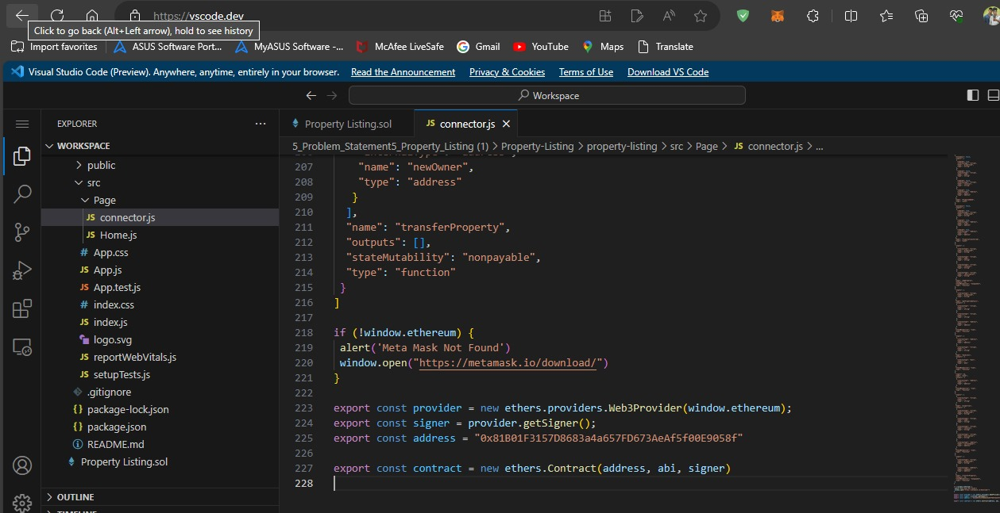 https://vscode.dev
Click to go back (Alt+Left arrow), hold to see history
Import favorites
ASUS Software Port...
MyASUS Software -...
McAfee LiveSafe
Gmail
YouTube
Maps
Translate
Visual Studio Code (Preview). Anywhere, anytime, entirely in your browser. Read the Announcement Privacy & Cookies Terms of Use Download VS Code
Workspace
EXPLORER
WORKSPACE
public
src
Page
JS connector.js
JS Home.js
# App.css
JS App.js
JS App.test.js
# index.css
JS index.js
logo.svg
JS reportWebVitals.js
JS setupTests.js
.gitignore
{} package-lock.json
{} package.json
README.md
Property Listing.sol
OUTLINE
TIMELINE
Property Listing.sol
JS connector.js
5_Problem_Statement5_Property_Listing (1) > Property-Listing > property-listing > src > Page > JS connector.js > ...
207 "name": "newOwner",
208 "type": "address"
209 }
210 ],
211 "name": "transferProperty",
212 "outputs": [],
213 "stateMutability": "nonpayable",
214 "type": "function"
215 }
216 ]
217
218 if (!window.ethereum) {
219 alert('Meta Mask Not Found')
220 window.open("https://metamask.io/download/")
221 }
222
223 export const provider = new ethers.providers.Web3Provider(window.ethereum);
224 export const signer = provider.getSigner();
225 export const address = "0x81B01F3157D8683a4a657FD673AeAf5f00E9058f"
226
227 export const contract = new ethers.Contract(address, abi, signer)
228